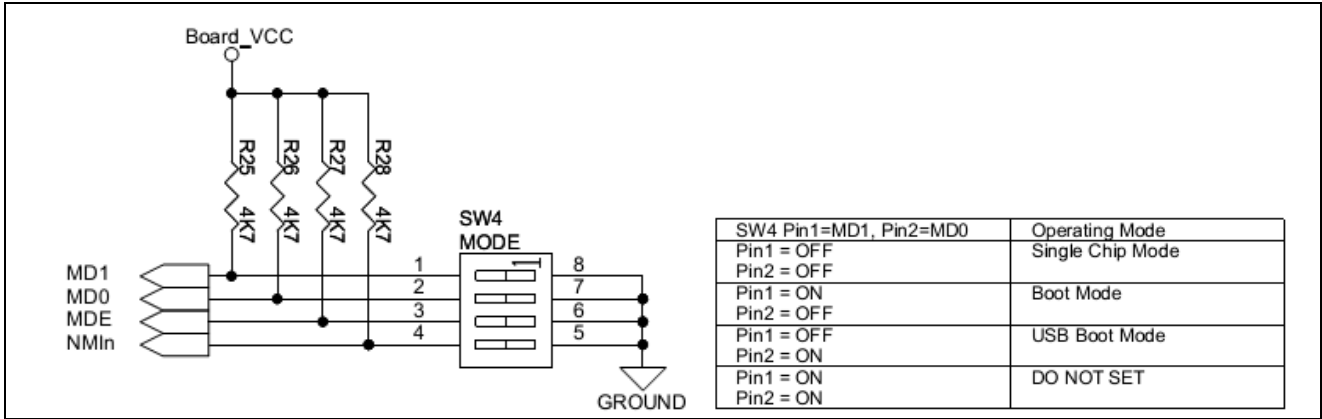 Board_VCC
R25 R26 R27 R28
4K7 4K7 4K7 4K7
SW4
MODE
1
MD1 1 8
MD0 2 7
MDE 3 6
NMIn 4 5
GROUND
SW4 Pin1=MD1, Pin2=MD0 Operating Mode
Pin1 = OFF Single Chip Mode
Pin2 = OFF
Pin1 = ON Boot Mode
Pin2 = OFF
Pin1 = OFF USB Boot Mode
Pin2 = ON
Pin1 = ON DO NOT SET
Pin2 = ON